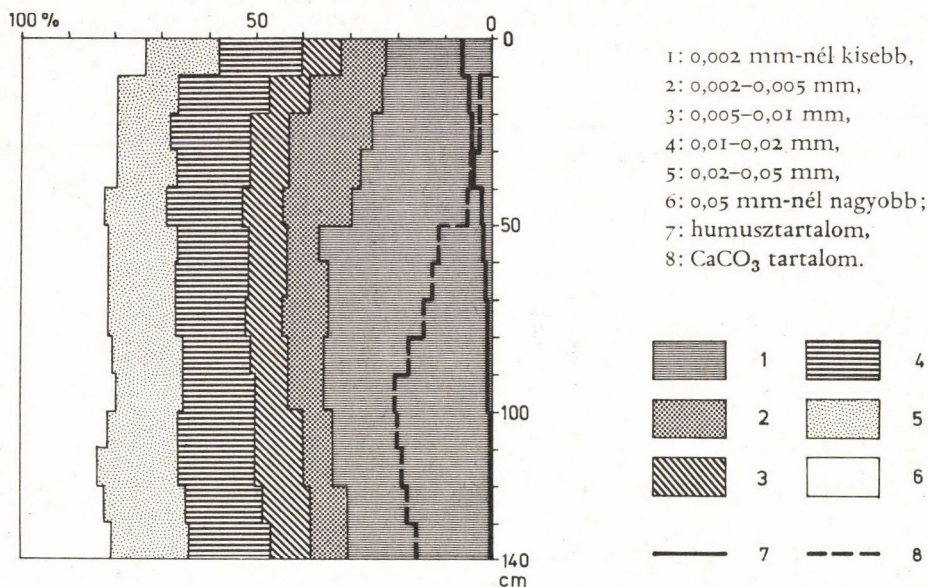 100 %
50
0
0
50
100
140
cm
1: 0,002 mm-nél kisebb,
2: 0,002–0,005 mm,
3: 0,005–0,01 mm,
4: 0,01–0,02 mm,
5: 0,02–0,05 mm,
6: 0,05 mm-nél nagyobb;
7: humusztartalom,
8: CaCO₃ tartalom.
1 4
2 5
3 6
7 8